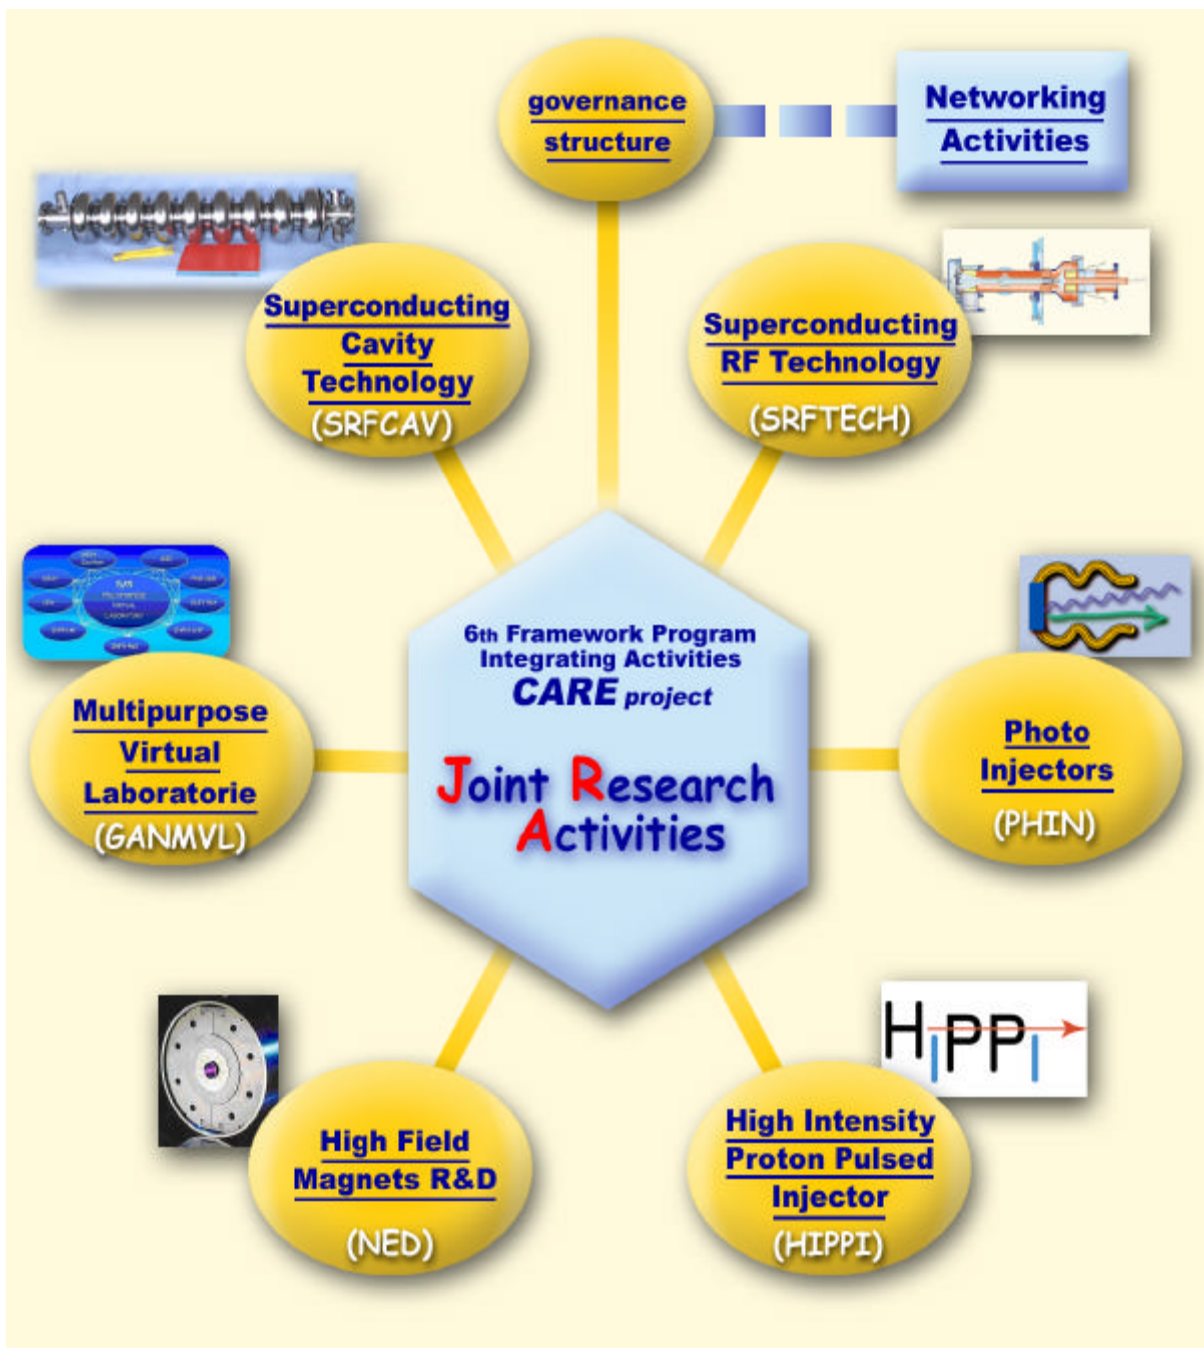 governance
structure
Networking
Activities
Superconducting
Cavity
Technology
(SRFCAV)
Superconducting
RF Technology
(SRFTECH)
6th Framework Program
Integrating Activities
CARE project
Joint Research
Activities
Multipurpose
Virtual
Laboratorie
(GANMVL)
Photo
Injectors
(PHIN)
High Field
Magnets R&D
(NED)
HiPPi
High Intensity
Proton Pulsed
Injector
(HIPPI)